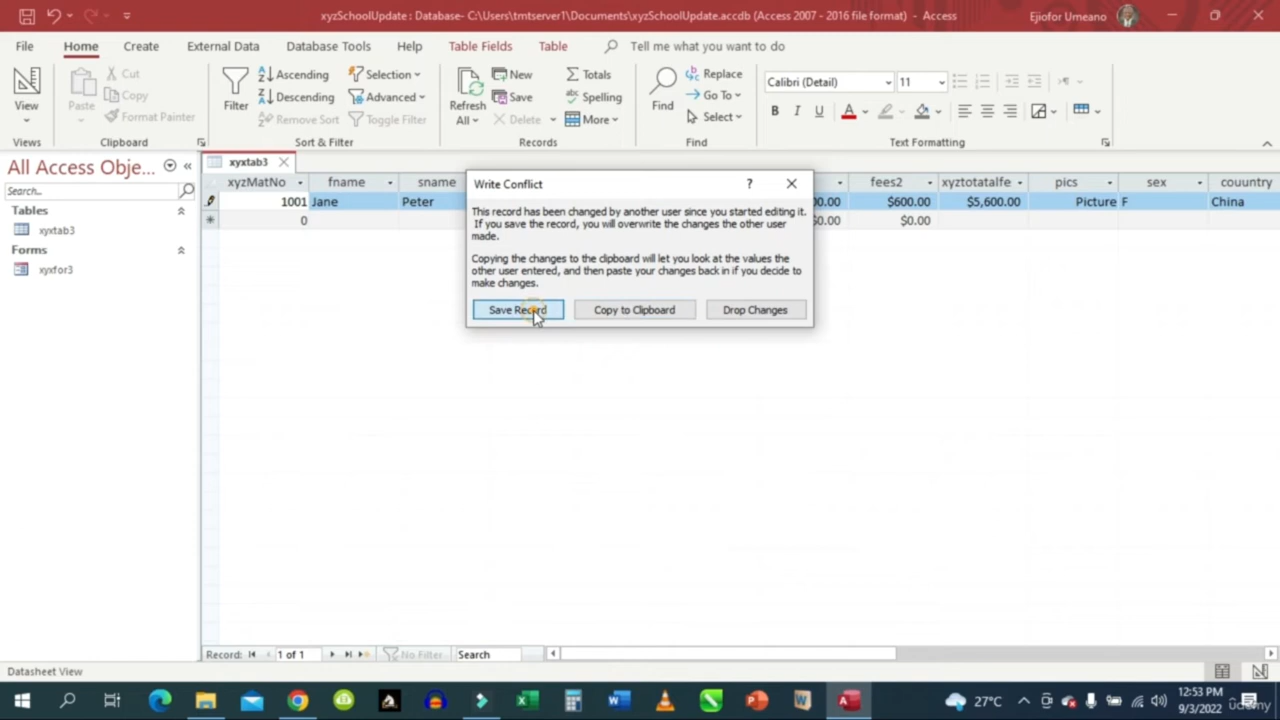 xyzSchoolUpdate : Database- C:\Users\tmtserver1\Documents\xyzSchoolUpdate.accdb (Access 2007 - 2016 file format) - Access
Ejiofor Umeano
File Home Create External Data Database Tools Help Table Fields Table Tell me what you want to do
View
Views
Paste
Cut
Copy
Format Painter
Clipboard
Filter
Ascending
Descending
Remove Sort
Selection
Advanced
Toggle Filter
Sort & Filter
Refresh
All
New
Save
Delete
Totals
Spelling
More
Records
Find
Replace
Go To
Select
Find
Calibri (Detail) 11
B I U A
Text Formatting
All Access Obje...
Search...
Tables
xyxtab3
Forms
xyxfor3
xyxtab3
xyzMatNo fname sname fees2 xyztotatalfe pics sex couuntry
1001 Jane Peter 00.00 $600.00 $5,600.00 Picture F China
0 $0.00 $0.00
Write Conflict
?
This record has been changed by another user since you started editing it.
If you save the record, you will overwrite the changes the other user
made.
Copying the changes to the clipboard will let you look at the values the
other user entered, and then paste your changes back in if you decide to
make changes.
Save Record Copy to Clipboard Drop Changes
Record: 1 of 1 No Filter Search
Datasheet View
27°C
12:53 PM
9/3/2022
udemy